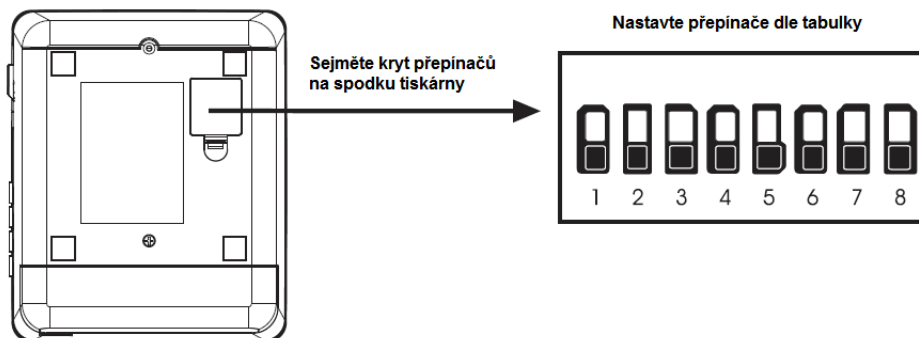 Nastavte přepínače dle tabulky
Sejměte kryt přepínačů
na spodku tiskárny
1 2 3 4 5 6 7 8